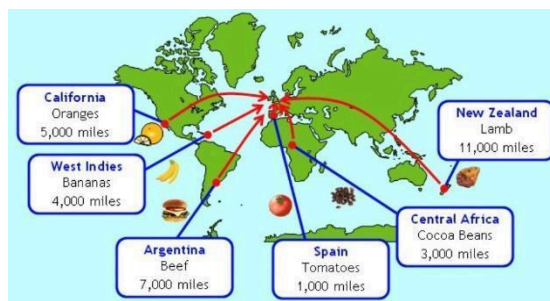 California
Oranges
5,000 miles
West Indies
Bananas
4,000 miles
Argentina
Beef
7,000 miles
Spain
Tomatoes
1,000 miles
Central Africa
Cocoa Beans
3,000 miles
New Zealand
Lamb
11,000 miles